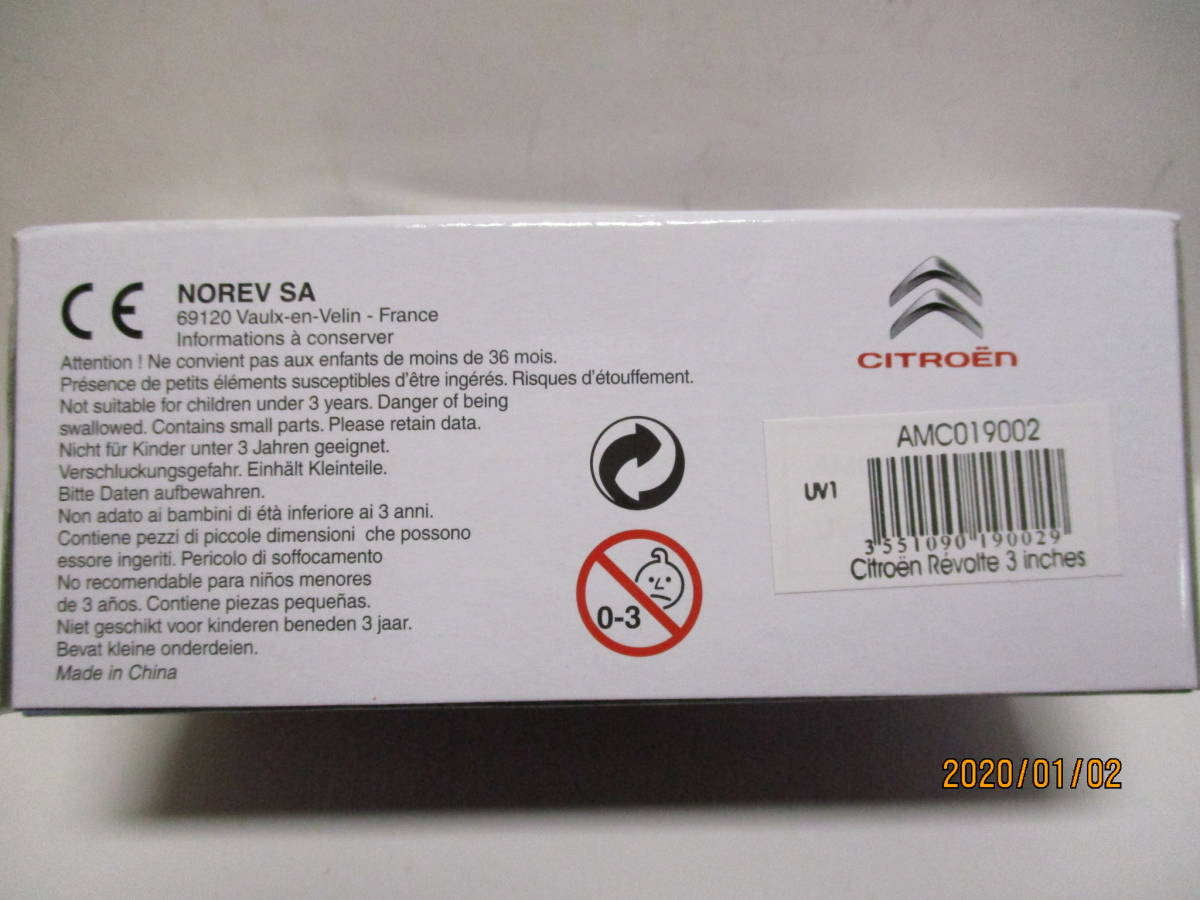 CE
NOREV SA
69120 Vaulx-en-Velin - France
Informations à conserver
Attention ! Ne convient pas aux enfants de moins de 36 mois.
Présence de petits éléments susceptibles d'être ingérés. Risques d'étouffement.
Not suitable for children under 3 years. Danger of being
swallowed. Contains small parts. Please retain data.
Nicht für Kinder unter 3 Jahren geeignet.
Verschluckungsgefahr. Einhält Kleinteile.
Bitte Daten aufbewahren.
Non adato ai bambini di étà inferiore ai 3 anni.
Contiene pezzi di piccole dimensioni che possono
essore ingeriti. Pericolo di soffocamento
No recomendable para niños menores
de 3 años. Contiene piezas pequeñas.
Niet geschikt voor kinderen beneden 3 jaar.
Bevat kleine onderdeien.
Made in China
0-3
CITROËN
AMC019002
UV1
3 551090 190029
Citroën Révolte 3 inches
2020/01/02